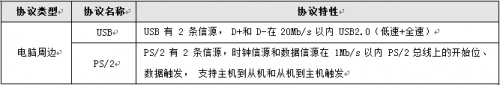 协议类型 协议名称 协议特性
USB USB 有 2 条信源，D+和 D-在 20Mb/s 以内 USB2.0（低速+全速）
电脑周边
PS/2 PS/2 有 2 条信源，时钟信源和数据信源在 1Mb/s 以内 PS/2 总线上的开始位、
数据触发， 支持主机到从机和从机到主机触发